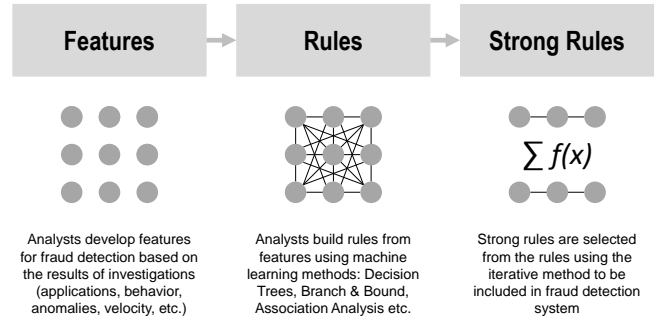 Features
Rules
Strong Rules
∑ f(x)
Analysts develop features
for fraud detection based on
the results of investigations
(applications, behavior,
anomalies, velocity, etc.)
Analysts build rules from
features using machine
learning methods: Decision
Trees, Branch & Bound,
Association Analysis etc.
Strong rules are selected
from the rules using the
iterative method to be
included in fraud detection
system